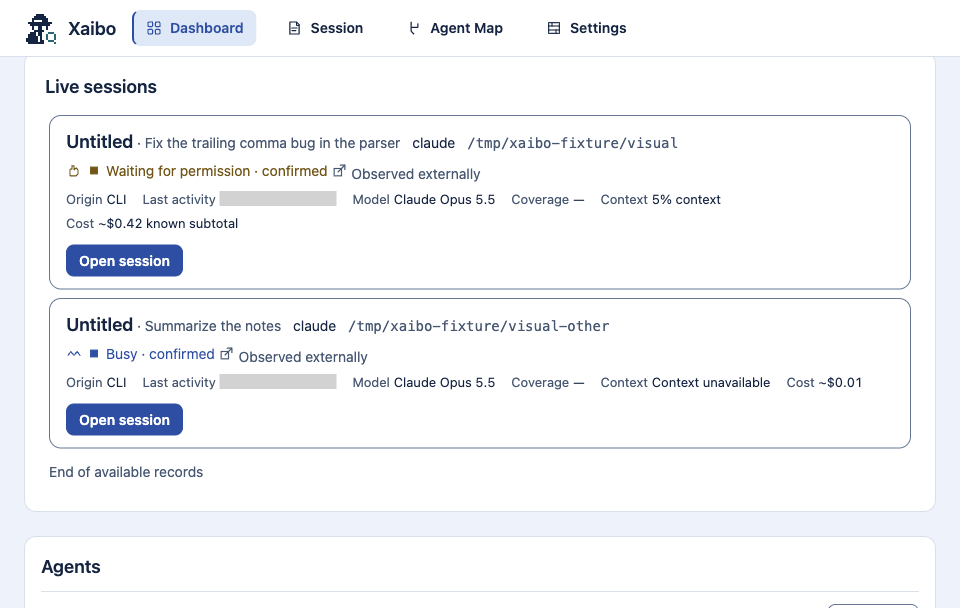 Xaibo Dashboard Session Agent Map Settings
Live sessions
Untitled · Fix the trailing comma bug in the parser claude /tmp/xaibo-fixture/visual
Waiting for permission · confirmed Observed externally
Origin CLI Last activity Model Claude Opus 5.5 Coverage — Context 5% context
Cost ~$0.42 known subtotal
Open session
Untitled · Summarize the notes claude /tmp/xaibo-fixture/visual-other
Busy · confirmed Observed externally
Origin CLI Last activity Model Claude Opus 5.5 Coverage — Context Context unavailable Cost ~$0.01
Open session
End of available records
Agents